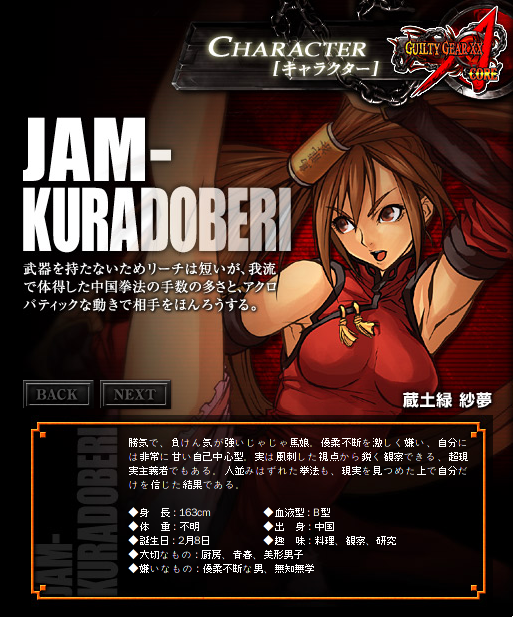 CHARACTER
[キャラクター]
GUILTY GEAR XX
Λ CORE
JAM-
KURADOBERI
武器を持たないためリーチは短いが、我流
で体得した中国拳法の手数の多さと、アクロ
バティックな動きで相手をほんろうする。
BACK
NEXT
蔵土縁 紗夢
JAM-
KURADOBERI
勝気で、負けん気が強いじゃじゃ馬娘。優柔不断を激しく嫌い、自分に
は非常に甘い自己中心型。実は風刺した視点から鋭く観察できる、超現
実主義者でもある。人並みはずれた拳法も、現実を見つめた上で自分だ
けを信じた結果である。
◆身 長:163cm ◆血液型:B型
◆体 重:不明 ◆出 身:中国
◆誕生日:2月8日 ◆趣 味:料理、観察、研究
◆大切なもの:厨房、青春、美形男子
◆嫌いなもの:優柔不断な男、無知無学